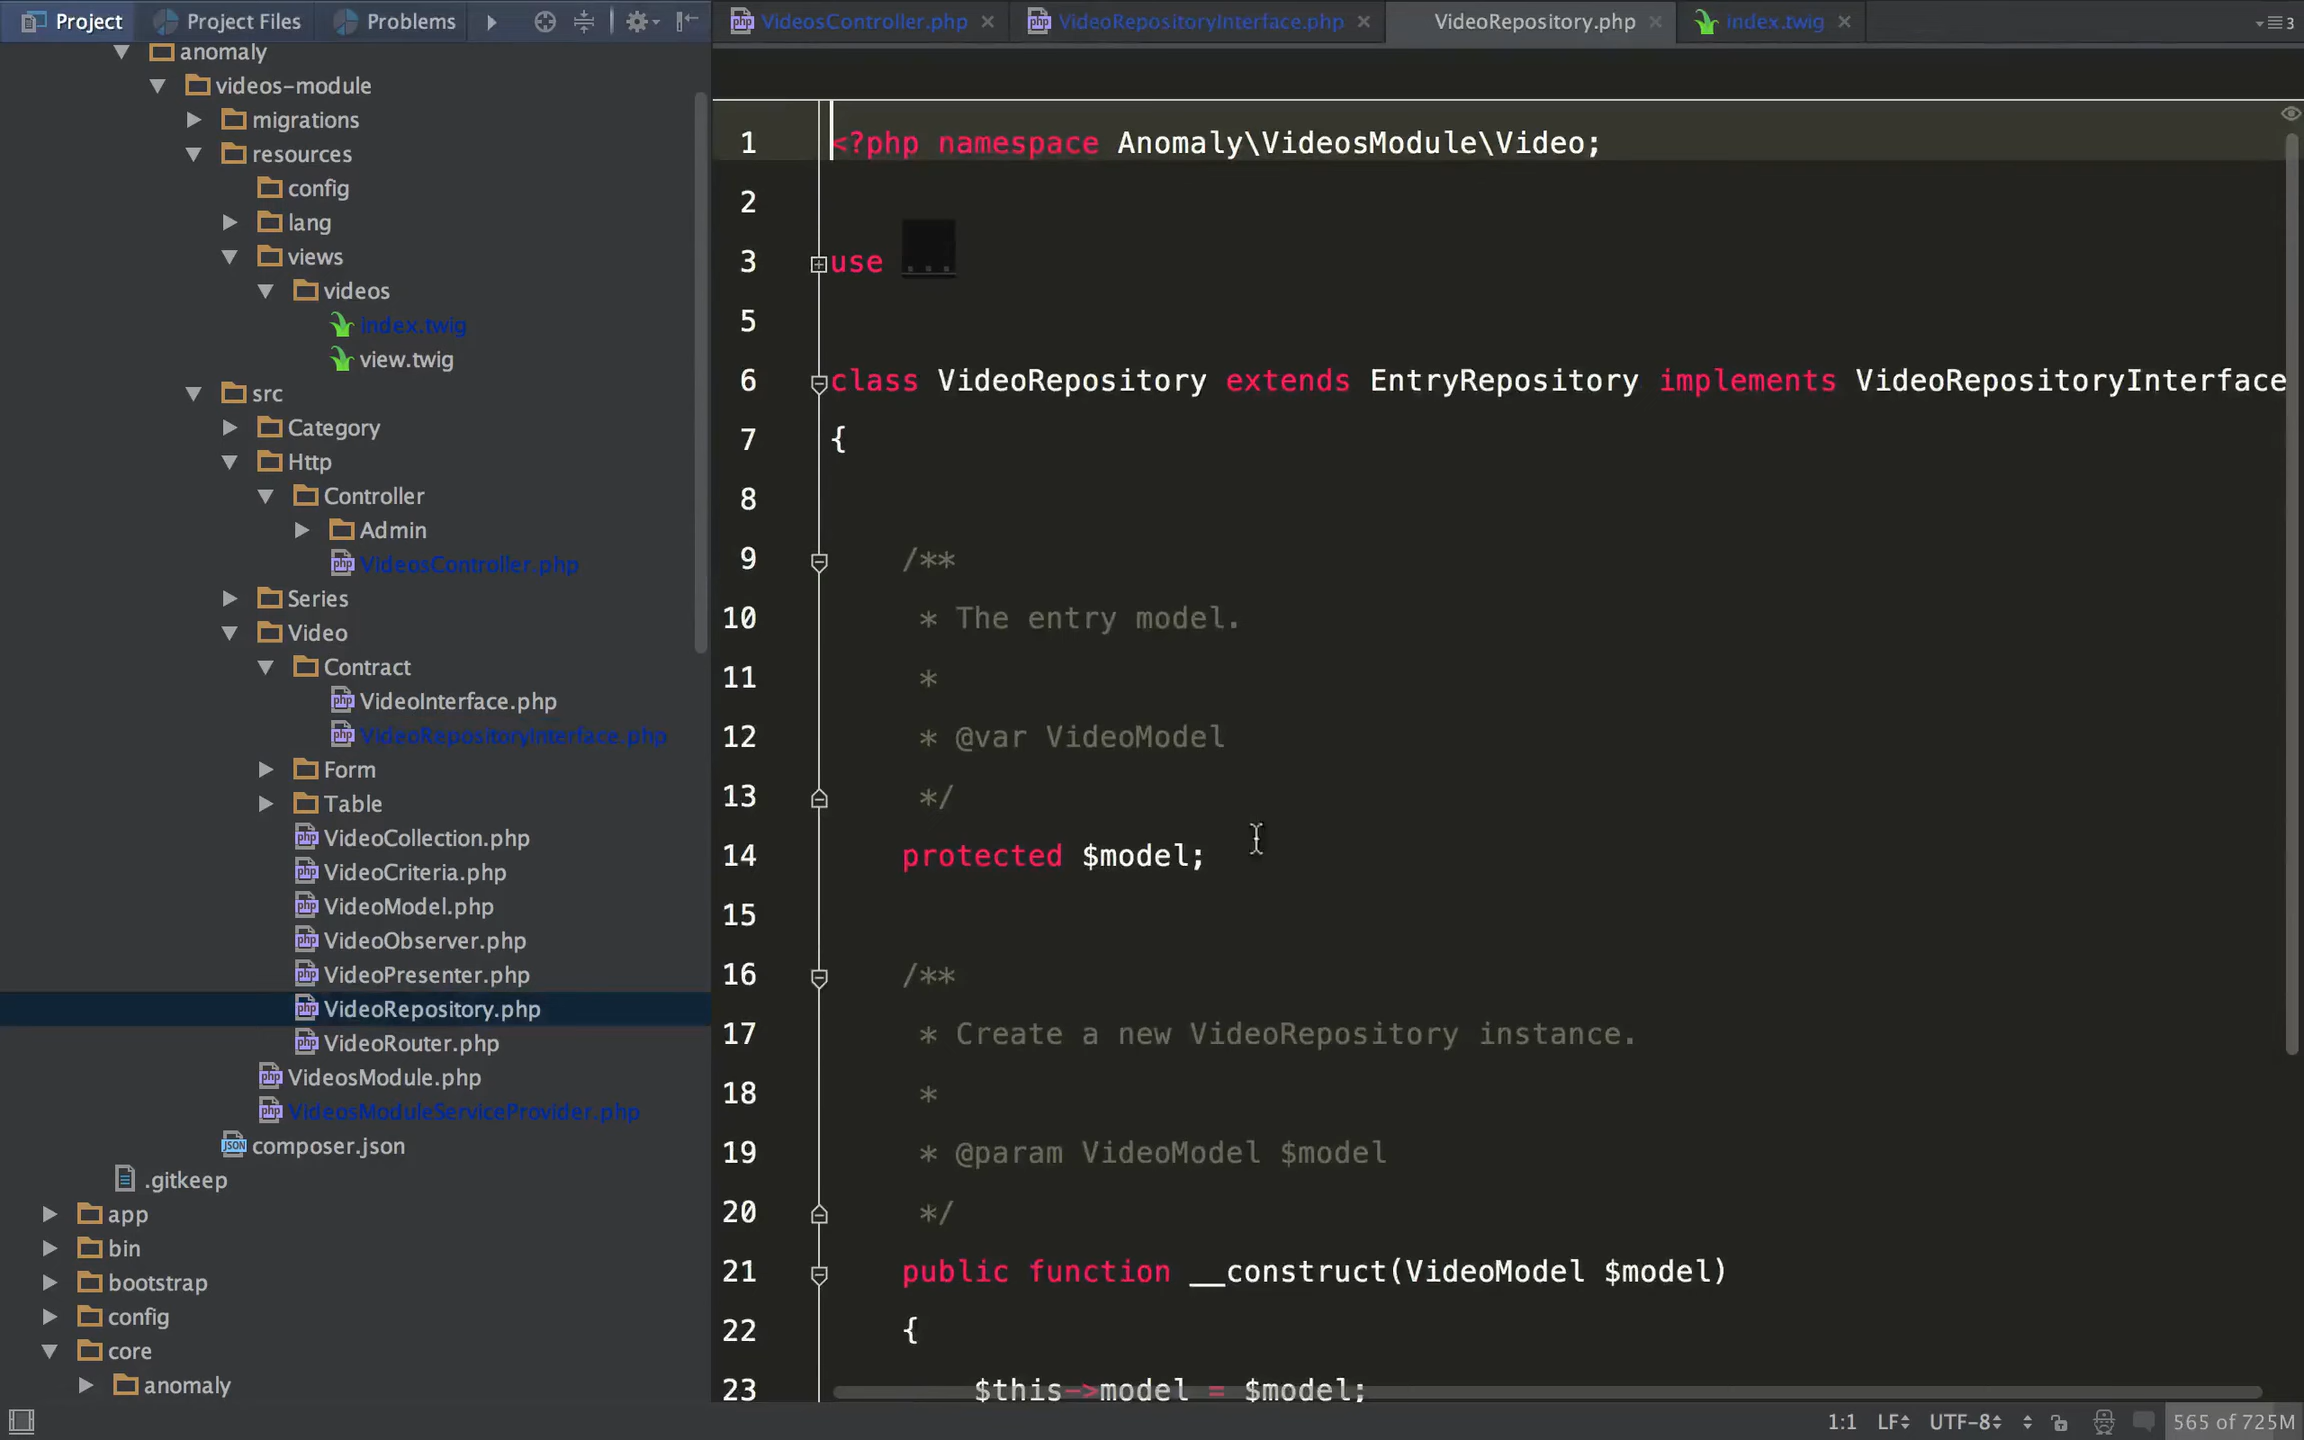 Project
Project Files
Problems
anomaly
videos-module
migrations
resources
config
lang
views
videos
index.twig
view.twig
src
Category
Http
Controller
Admin
VideosController.php
Series
Video
Contract
VideoInterface.php
VideoRepositoryInterface.php
Form
Table
VideoCollection.php
VideoCriteria.php
VideoModel.php
VideoObserver.php
VideoPresenter.php
VideoRepository.php
VideoRouter.php
VideosModule.php
VideosModuleServiceProvider.php
composer.json
.gitkeep
app
bin
bootstrap
config
core
anomaly
VideosController.php
VideoRepositoryInterface.php
VideoRepository.php
index.twig
3
1 <?php namespace Anomaly\VideosModule\Video;
2
3 use ...
5
6 class VideoRepository extends EntryRepository implements VideoRepositoryInterface
7 {
8
9 /**
10 * The entry model.
11 *
12 * @var VideoModel
13 */
14 protected $model;
15
16 /**
17 * Create a new VideoRepository instance.
18 *
19 * @param VideoModel $model
20 */
21 public function __construct(VideoModel $model)
22 {
23 $this->model = $model;
1:1 LF UTF-8 565 of 725M